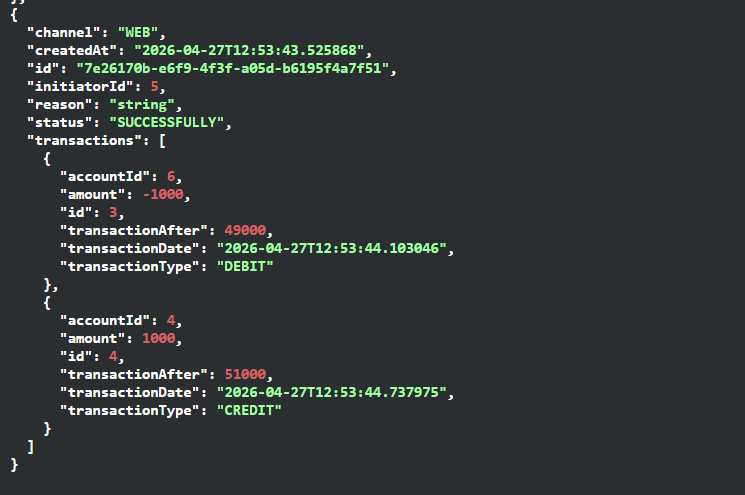 },
{
  "channel": "WEB",
  "createdAt": "2026-04-27T12:53:43.525868",
  "id": "7e26170b-e6f9-4f3f-a05d-b6195f4a7f51",
  "initiatorId": 5,
  "reason": "string",
  "status": "SUCCESSFULLY",
  "transactions": [
    {
      "accountId": 6,
      "amount": -1000,
      "id": 3,
      "transactionAfter": 49000,
      "transactionDate": "2026-04-27T12:53:44.103046",
      "transactionType": "DEBIT"
    },
    {
      "accountId": 4,
      "amount": 1000,
      "id": 4,
      "transactionAfter": 51000,
      "transactionDate": "2026-04-27T12:53:44.737975",
      "transactionType": "CREDIT"
    }
  ]
}